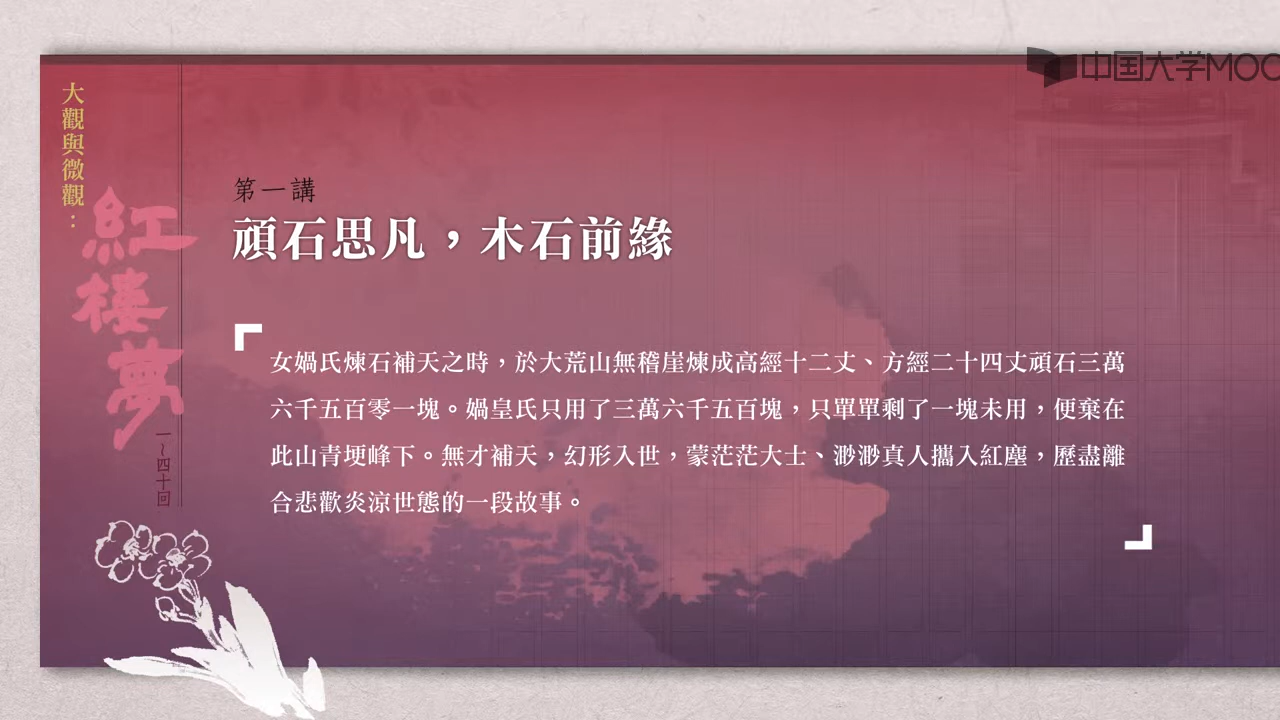 中国大学MOO
大觀與微觀：
紅樓夢
一～四十回
第一講
頑石思凡，木石前緣
女媧氏煉石補天之時，於大荒山無稽崖煉成高經十二丈、方經二十四丈頑石三萬
六千五百零一塊。媧皇氏只用了三萬六千五百塊，只單單剩了一塊未用，便棄在
此山青埂峰下。無才補天，幻形入世，蒙茫茫大士、渺渺真人攜入紅塵，歷盡離
合悲歡炎涼世態的一段故事。